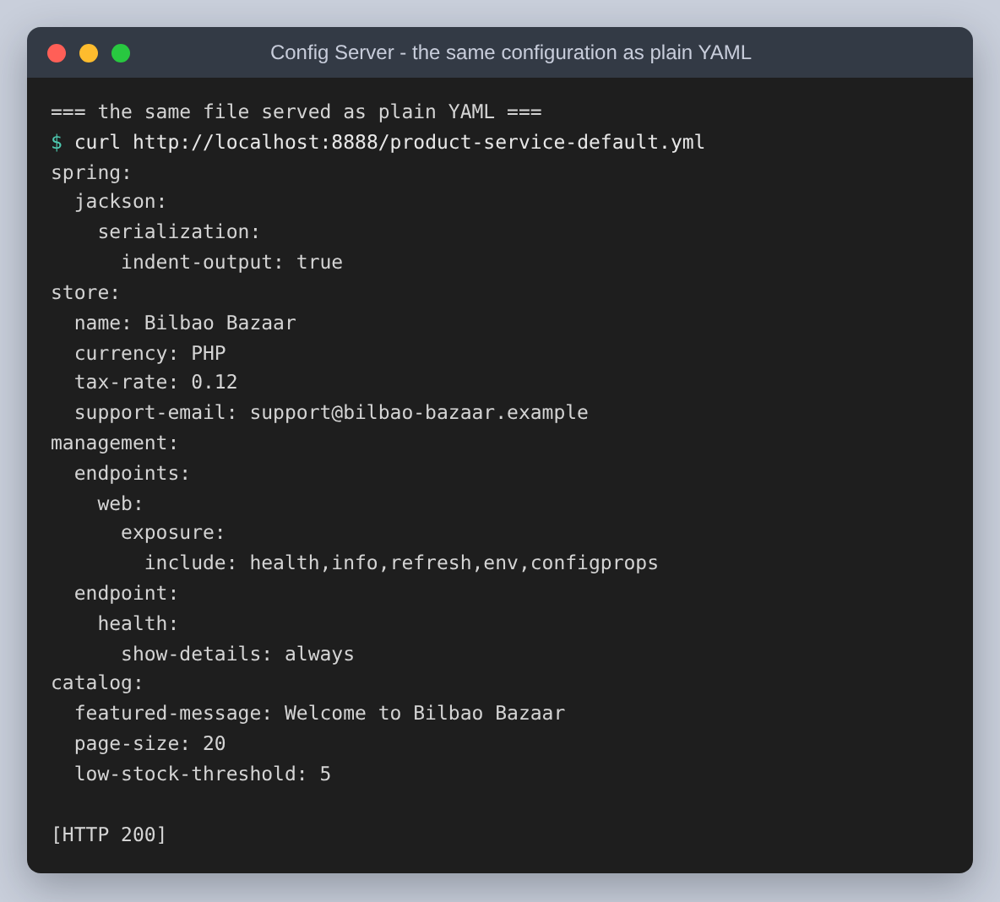 Config Server - the same configuration as plain YAML
=== the same file served as plain YAML ===
$ curl http://localhost:8888/product-service-default.yml
spring:
  jackson:
    serialization:
      indent-output: true
store:
  name: Bilbao Bazaar
  currency: PHP
  tax-rate: 0.12
  support-email: support@bilbao-bazaar.example
management:
  endpoints:
    web:
      exposure:
        include: health,info,refresh,env,configprops
  endpoint:
    health:
      show-details: always
catalog:
  featured-message: Welcome to Bilbao Bazaar
  page-size: 20
  low-stock-threshold: 5

[HTTP 200]